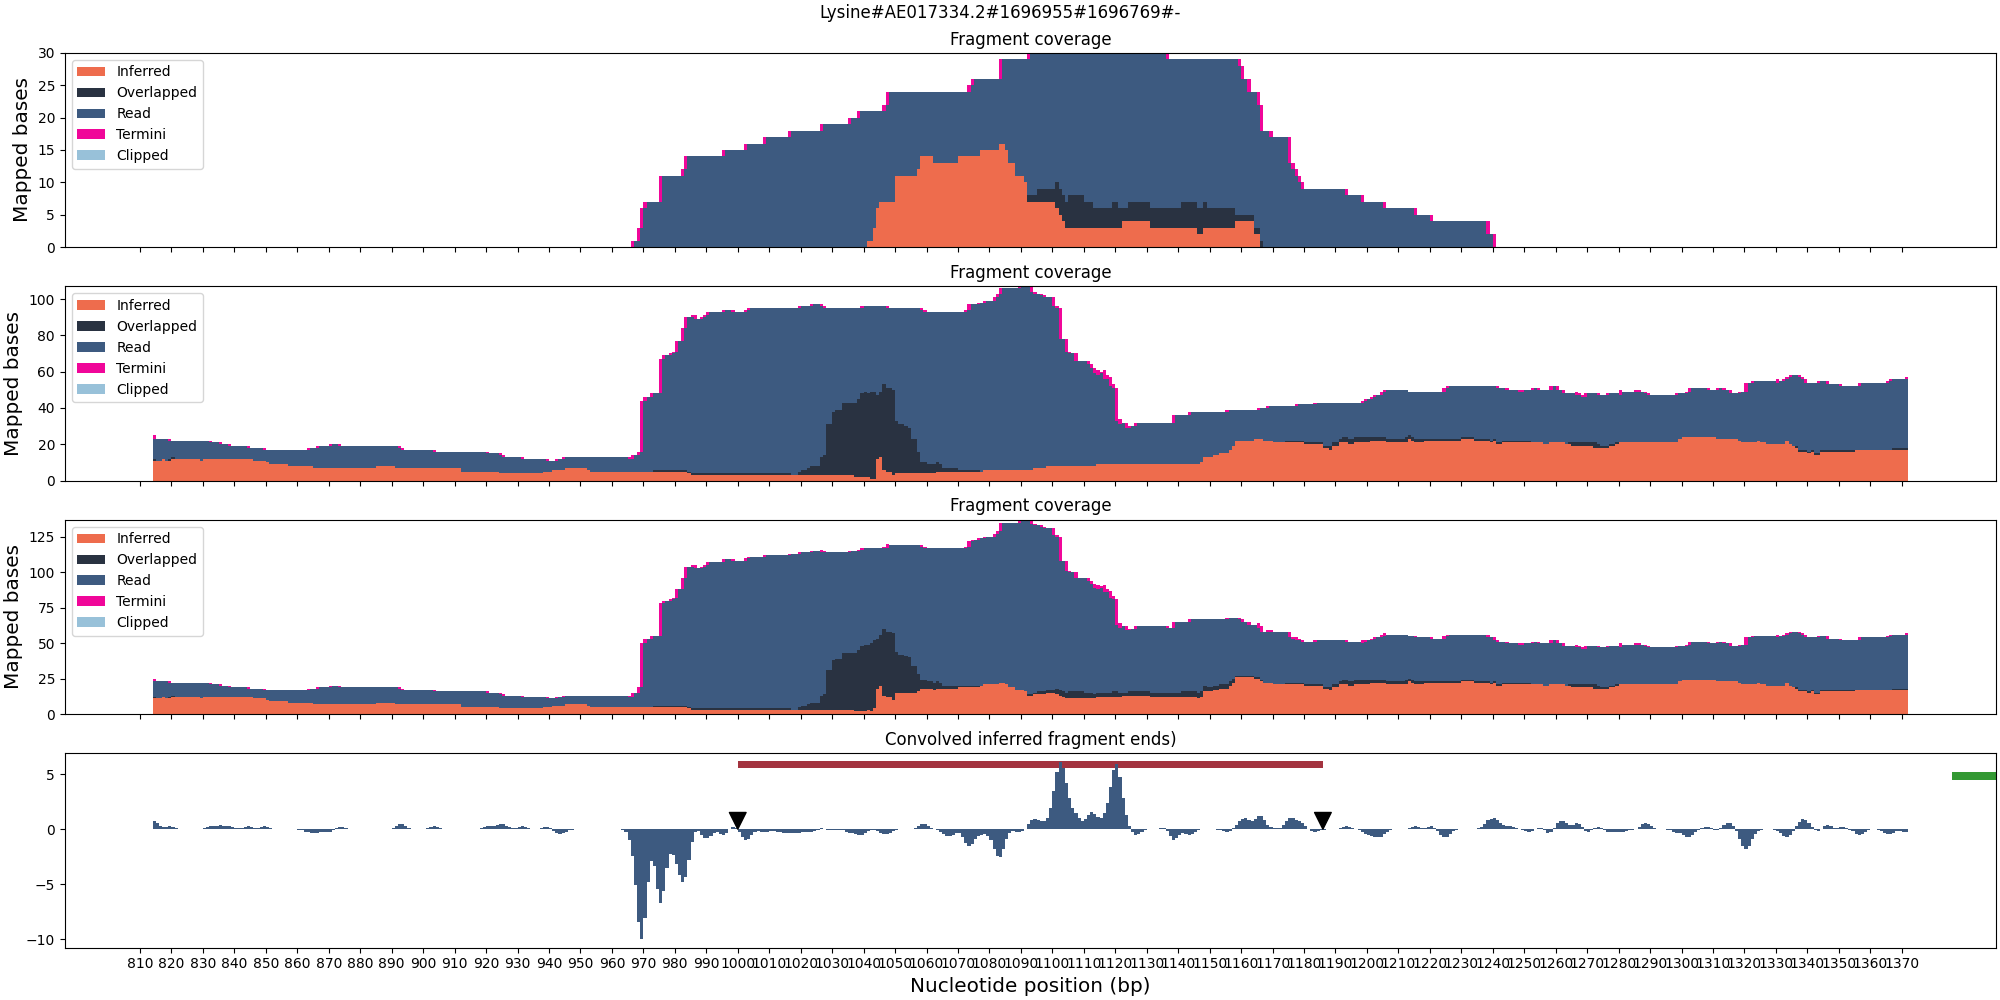 Lysine#AE017334.2#1696955#1696769#-
Fragment coverage
Mapped bases
30
25
20
15
10
5
0
Inferred
Overlapped
Read
Termini
Clipped
Fragment coverage
Mapped bases
100
80
60
40
20
0
Inferred
Overlapped
Read
Termini
Clipped
Fragment coverage
Mapped bases
125
100
75
50
25
0
Inferred
Overlapped
Read
Termini
Clipped
Convolved inferred fragment ends)
5
0
−5
−10
810 820 830 840 850 860 870 880 890 900 910 920 930 940 950 960 970 980 990 1000 1010 1020 1030 1040 1050 1060 1070 1080 1090 1100 1110 1120 1130 1140 1150 1160 1170 1180 1190 1200 1210 1220 1230 1240 1250 1260 1270 1280 1290 1300 1310 1320 1330 1340 1350 1360 1370
Nucleotide position (bp)